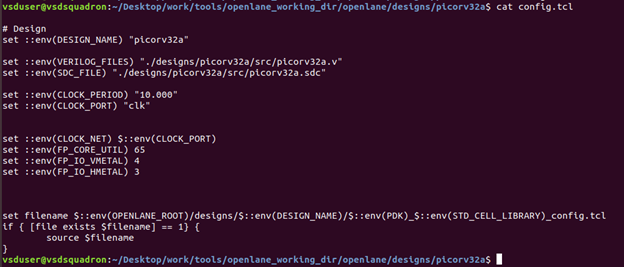 vsduser@vsdsquadron:~/Desktop/work/tools/openlane_working_dir/openlane/designs/picorv32a$ cat config.tcl
# Design
set ::env(DESIGN_NAME) "picorv32a"
set ::env(VERILOG_FILES) "./designs/picorv32a/src/picorv32a.v"
set ::env(SDC_FILE) "./designs/picorv32a/src/picorv32a.sdc"
set ::env(CLOCK_PERIOD) "10.000"
set ::env(CLOCK_PORT) "clk"
set ::env(CLOCK_NET) $::env(CLOCK_PORT)
set ::env(FP_CORE_UTIL) 65
set ::env(FP_IO_VMETAL) 4
set ::env(FP_IO_HMETAL) 3
set filename $::env(OPENLANE_ROOT)/designs/$::env(DESIGN_NAME)/$::env(PDK)_$::env(STD_CELL_LIBRARY)_config.tcl
if { [file exists $filename] == 1} {
source $filename
}
vsduser@vsdsquadron:~/Desktop/work/tools/openlane_working_dir/openlane/designs/picorv32a$